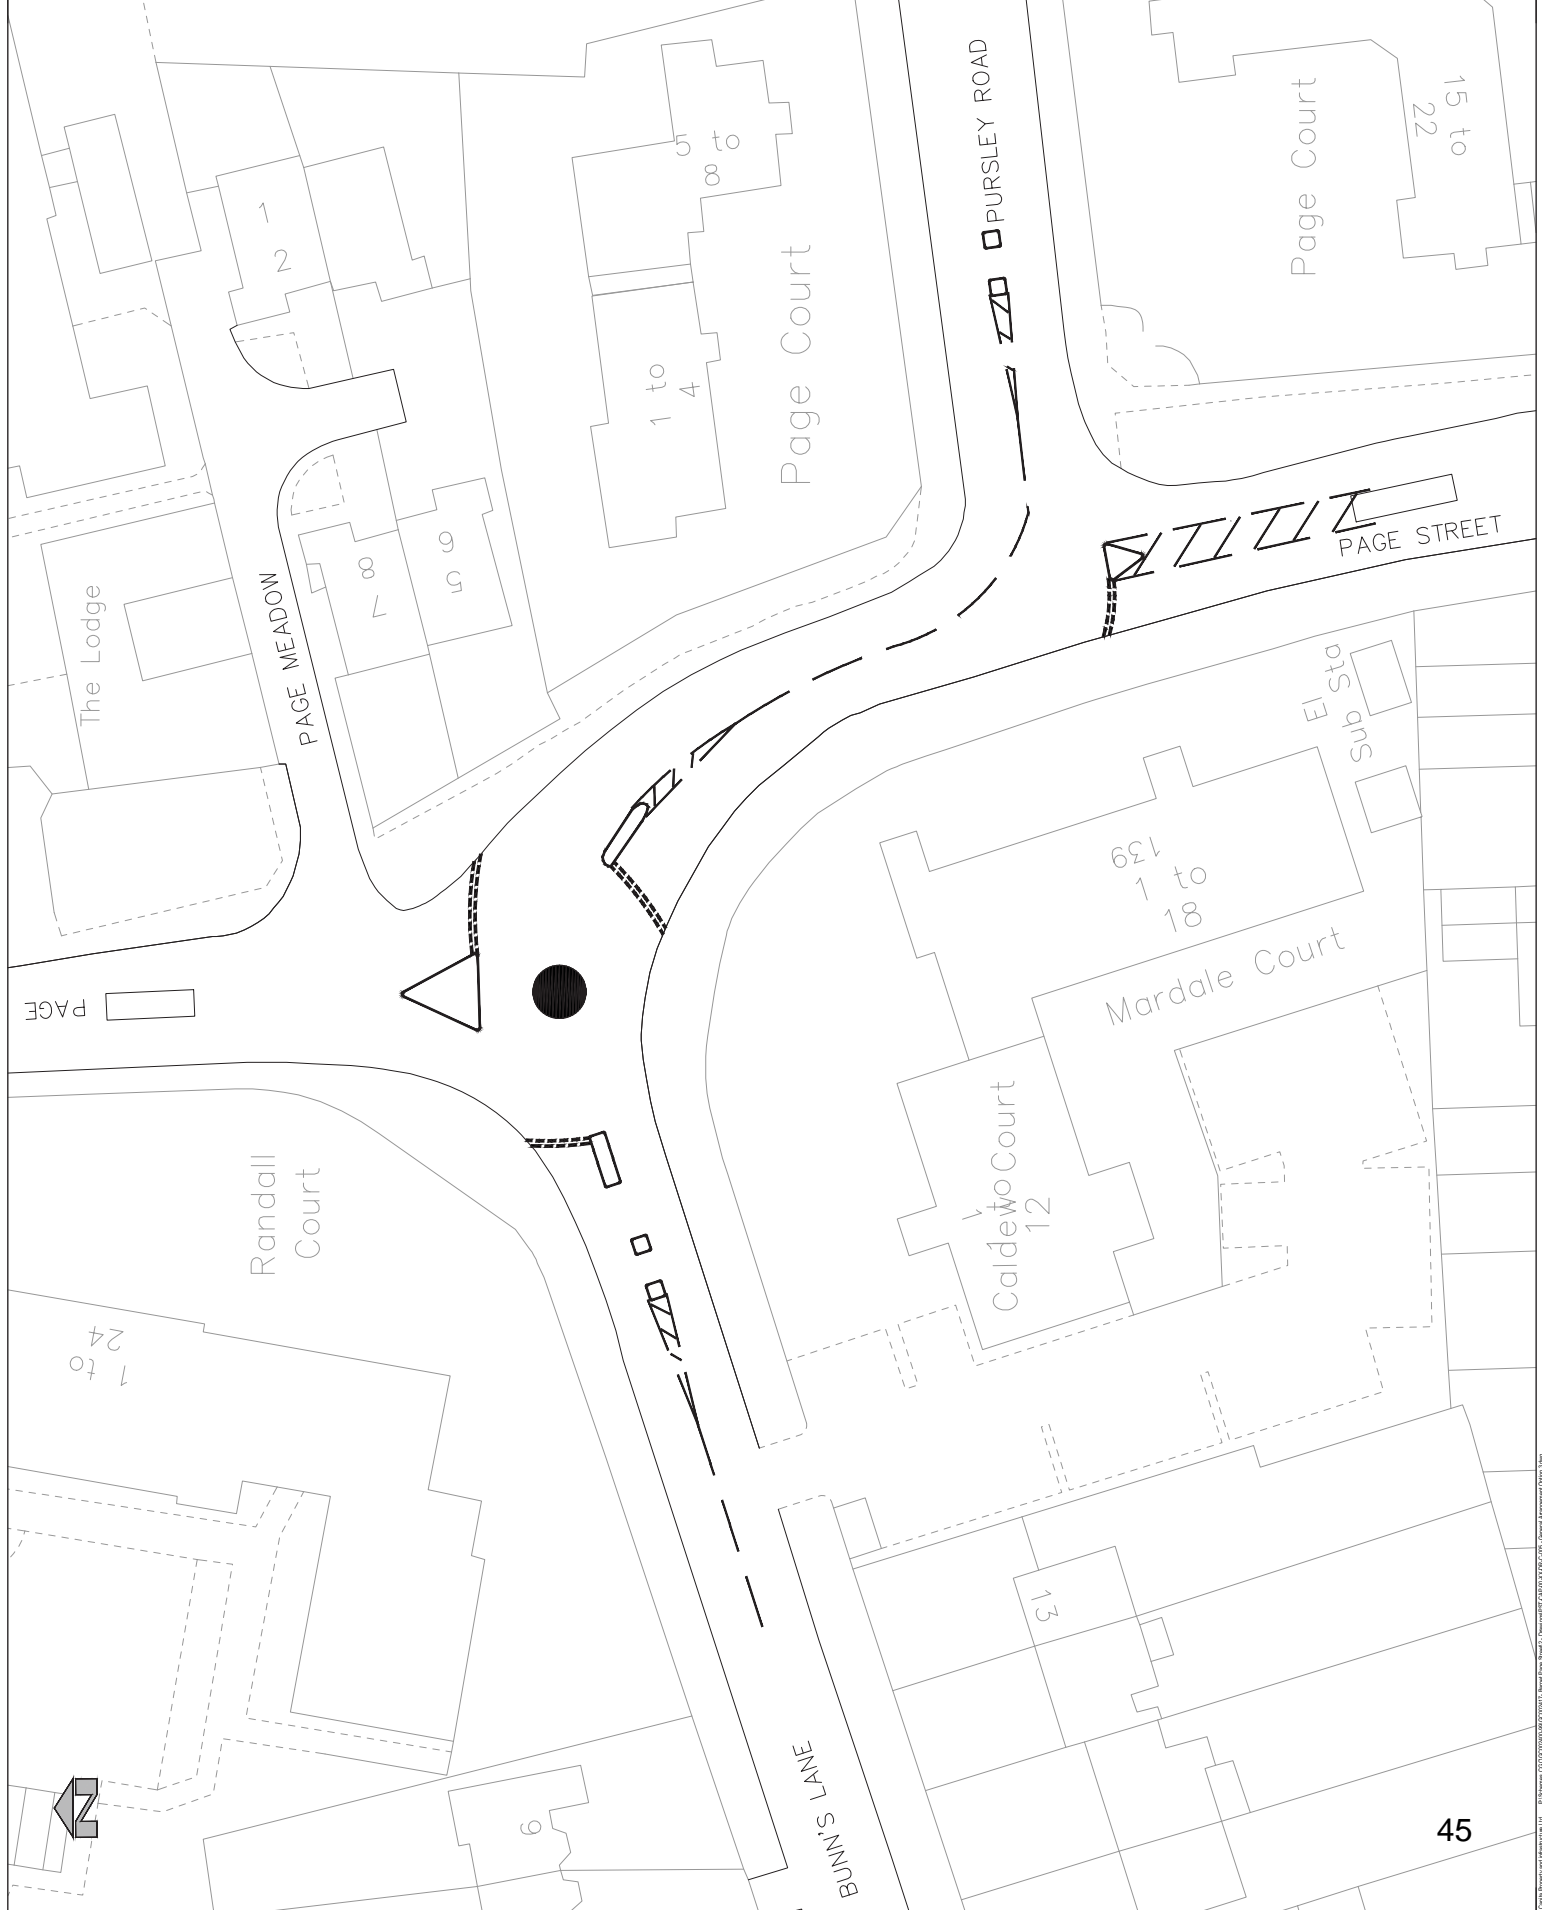 PURSLEY ROAD
15 to
22
Page Court
5 to
8
1
2
Page Court
1 to
4
PAGE STREET
6
5
8
7
PAGE MEADOW
The Lodge
El Sta
Sub Sta
139
1 to
18
Mardale Court
PAGE
Randall
Court
Caldew Court
1 to
12
1 to
24
13
BUNN'S LANE
9
N
45